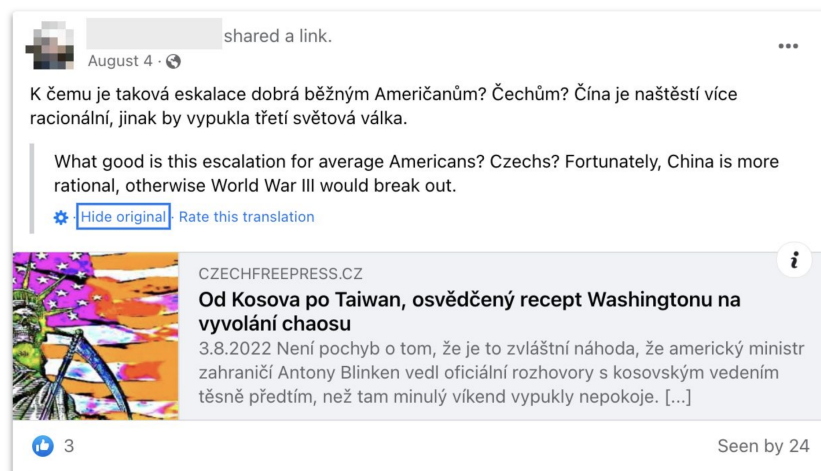 shared a link.
August 4 ·
K čemu je taková eskalace dobrá běžným Američanům? Čechům? Čína je naštěstí více
racionální, jinak by vypukla třetí světová válka.
What good is this escalation for average Americans? Czechs? Fortunately, China is more
rational, otherwise World War III would break out.
· Hide original · Rate this translation
CZECHFREEPRESS.CZ
Od Kosova po Taiwan, osvědčený recept Washingtonu na
vyvolání chaosu
3.8.2022 Není pochyb o tom, že je to zvláštní náhoda, že americký ministr
zahraničí Antony Blinken vedl oficiální rozhovory s kosovským vedením
těsně předtím, než tam minulý víkend vypukly nepokoje. [...]
3
Seen by 24